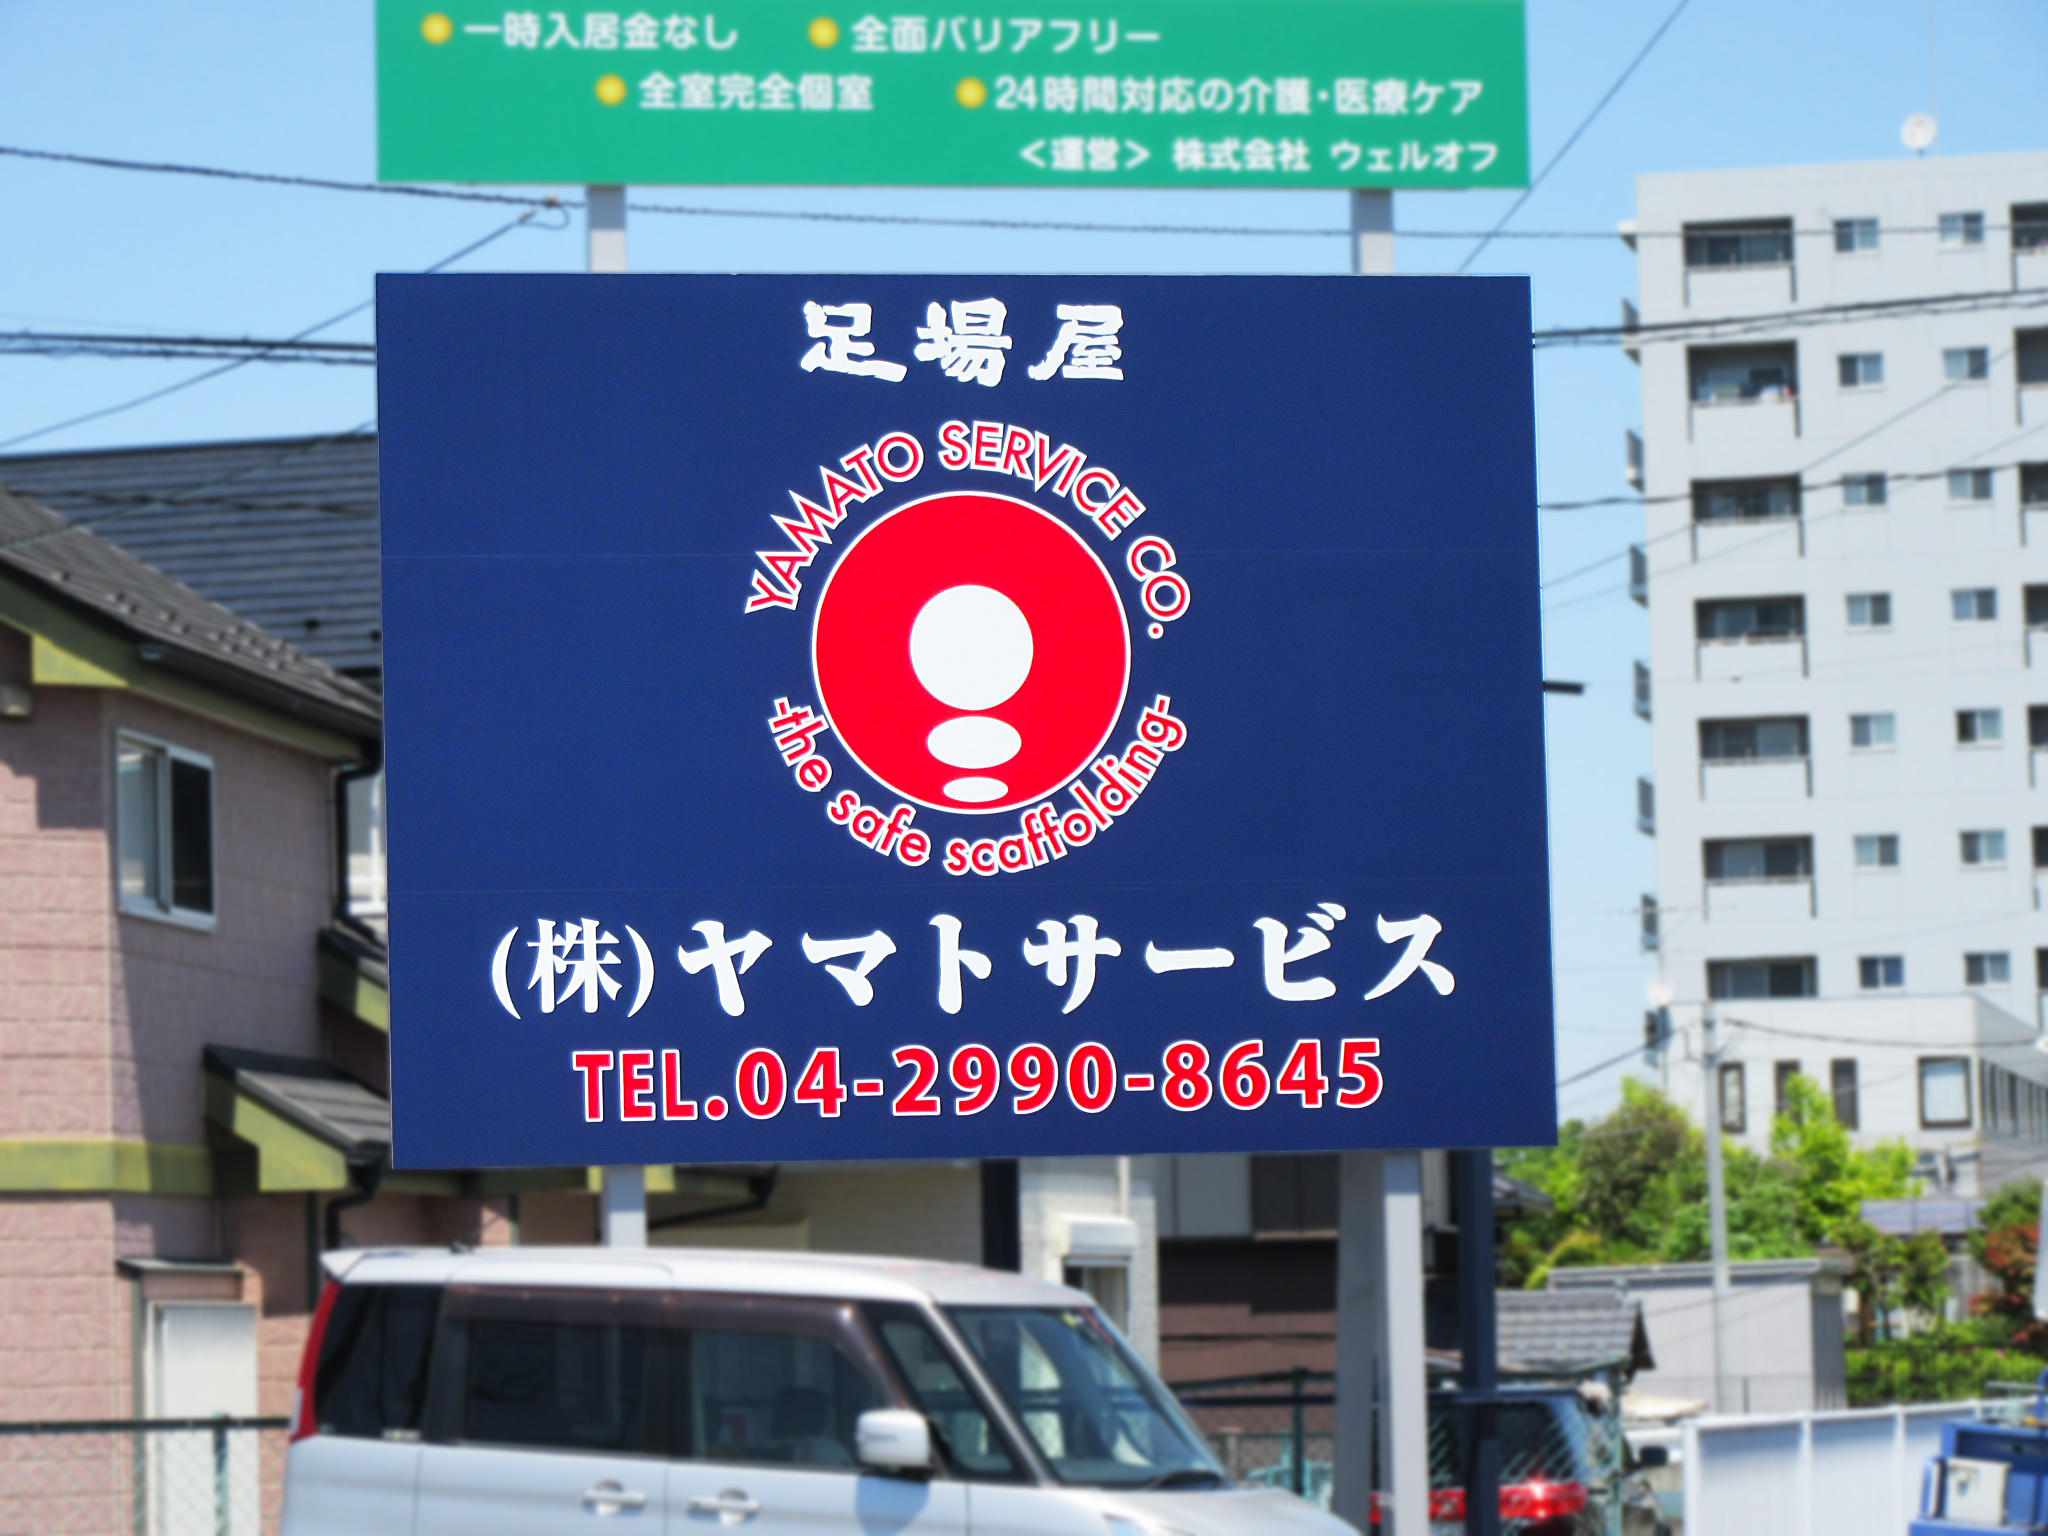 ●一時入居金なし ●全面バリアフリー
●全室完全個室 ●24時間対応の介護・医療ケア
＜運営＞ 株式会社 ウェルオフ
足場屋
YAMATO SERVICE CO.
-the safe scaffolding-
(株)ヤマトサービス
TEL.04-2990-8645